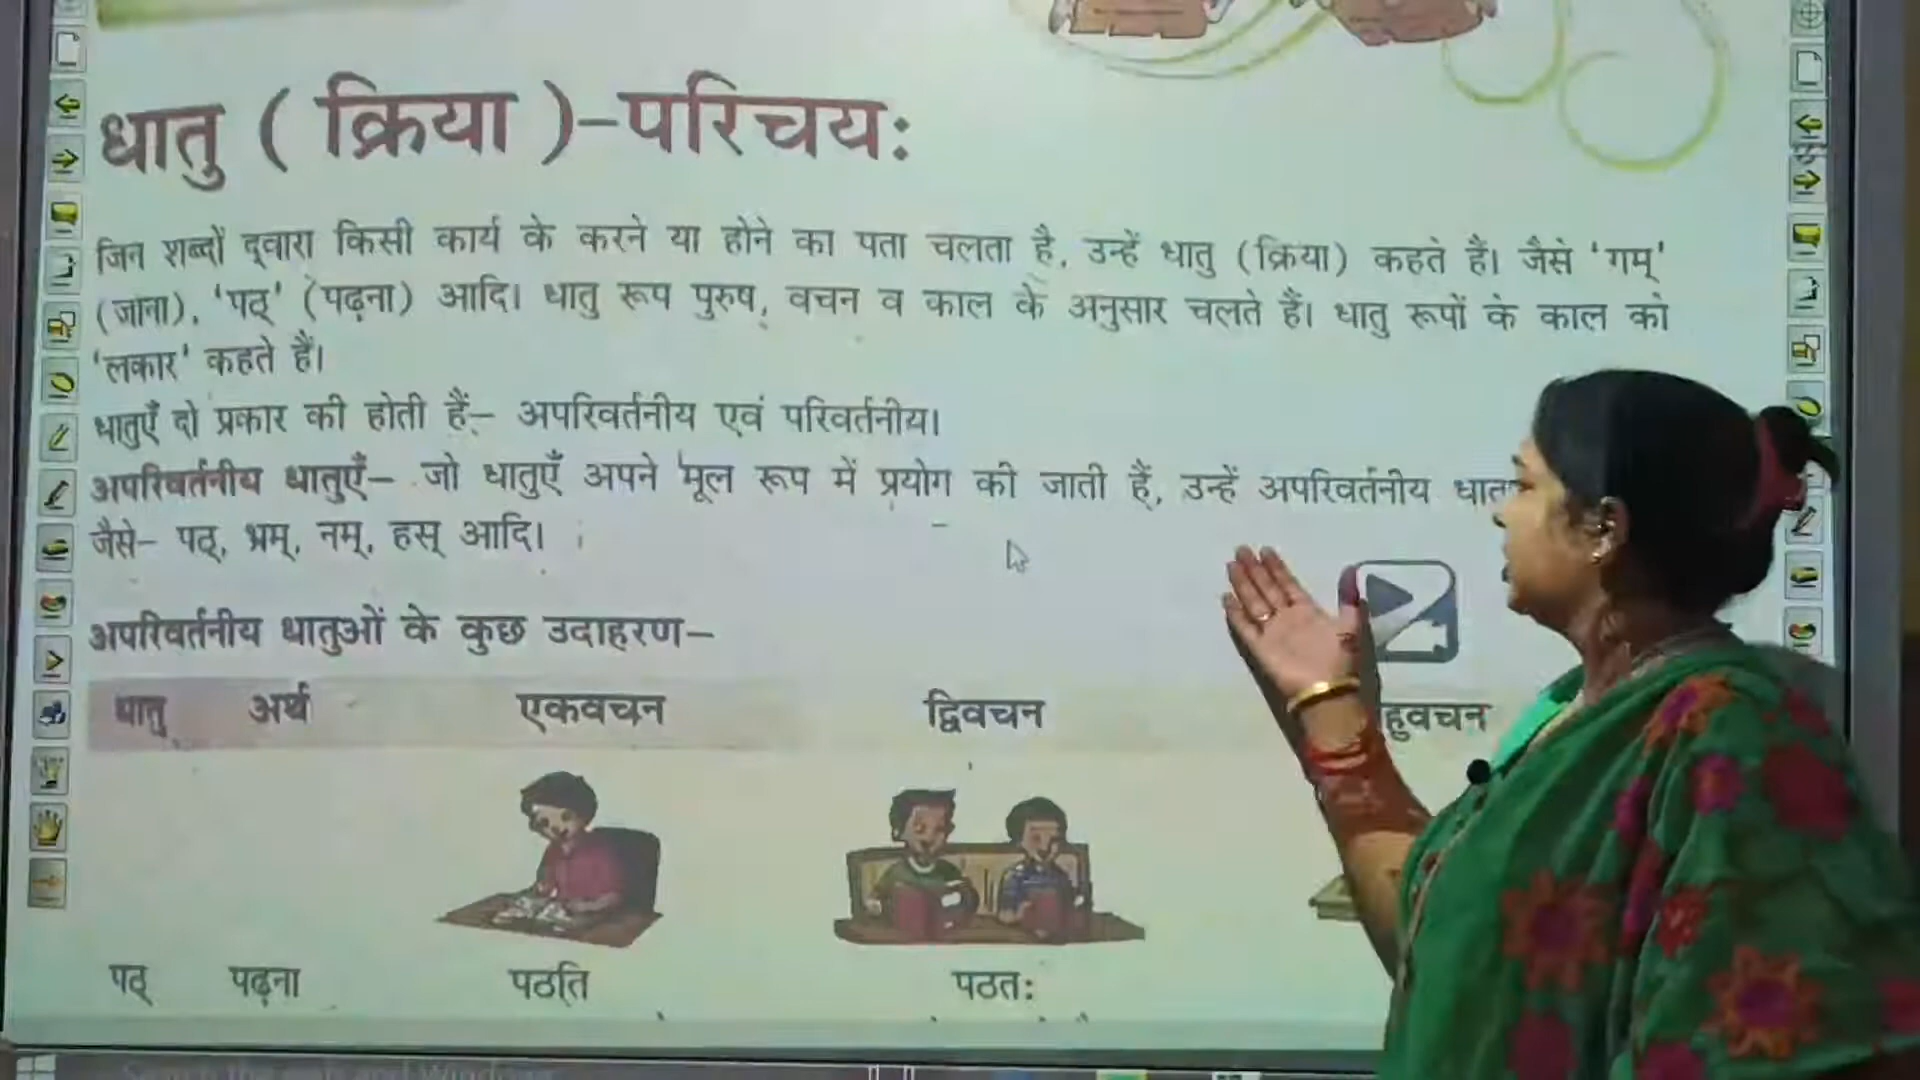 धातु ( क्रिया )-परिचयः
जिन शब्दों द्वारा किसी कार्य के करने या होने का पता चलता है, उन्हें धातु (क्रिया) कहते हैं। जैसे 'गम्'
(जाना), 'पठ्' (पढ़ना) आदि। धातु रूप पुरुष, वचन व काल के अनुसार चलते हैं। धातु रूपों के काल को
'लकार' कहते हैं।
धातुएँ दो प्रकार की होती हैं– अपरिवर्तनीय एवं परिवर्तनीय।
अपरिवर्तनीय धातुएँ– जो धातुएँ अपने मूल रूप में प्रयोग की जाती हैं, उन्हें अपरिवर्तनीय
जैसे– पठ्, भ्रम्, नम्, हस् आदि।
अपरिवर्तनीय धातुओं के कुछ उदाहरण–
धातु अर्थ एकवचन द्विवचन हुवचन
पठ् पढ़ना पठति पठतः